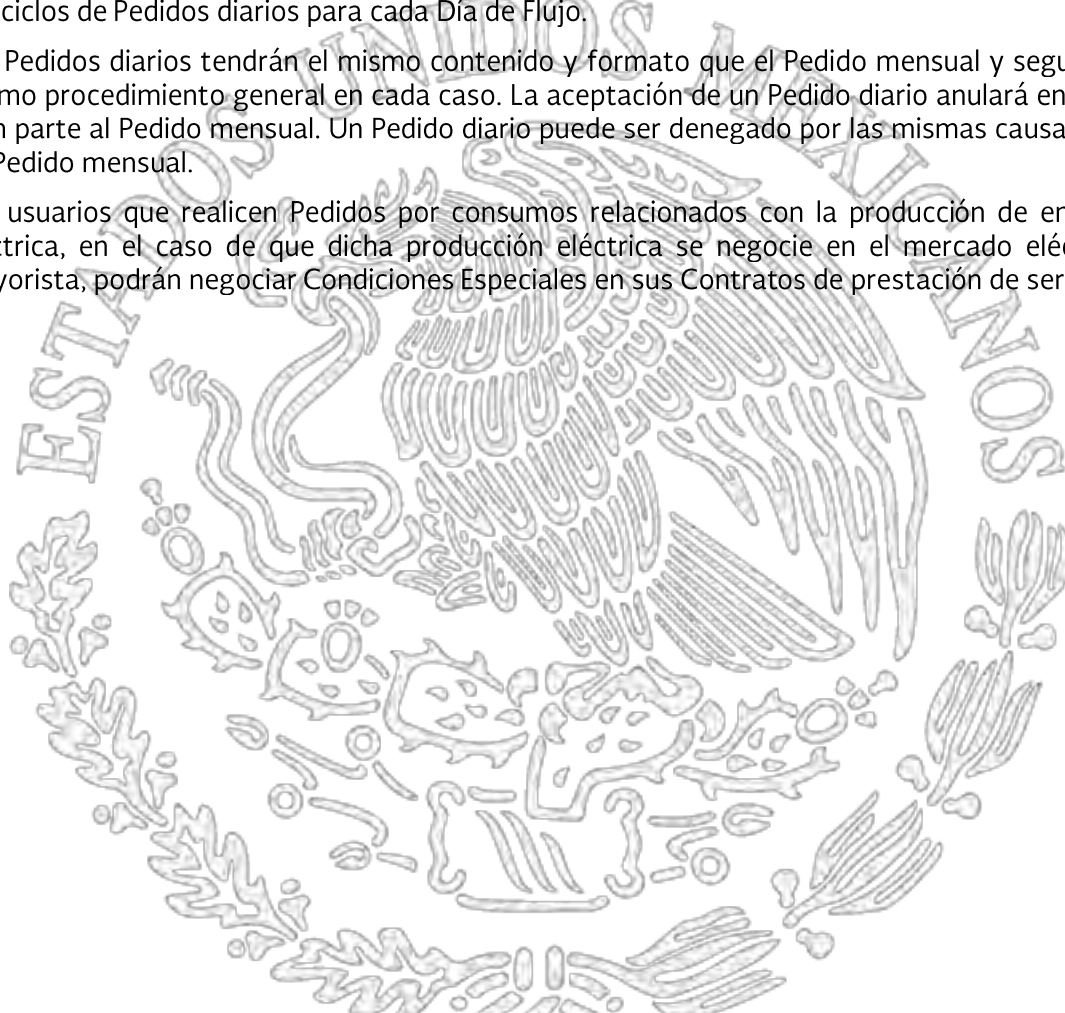 ciclos de Pedidos diarios para cada Día de Flujo.
Pedidos diarios tendrán el mismo contenido y formato que el Pedido mensual y segu
mo procedimiento general en cada caso. La aceptación de un Pedido diario anulará en
n parte al Pedido mensual. Un Pedido diario puede ser denegado por las mismas causa
Pedido mensual.
usuarios que realicen Pedidos por consumos relacionados con la producción de en
ctrica, en el caso de que dicha producción eléctrica se negocie en el mercado eléc
yorista, podrán negociar Condiciones Especiales en sus Contratos de prestación de ser
ESTADOS UNIDOS MEXICANOS